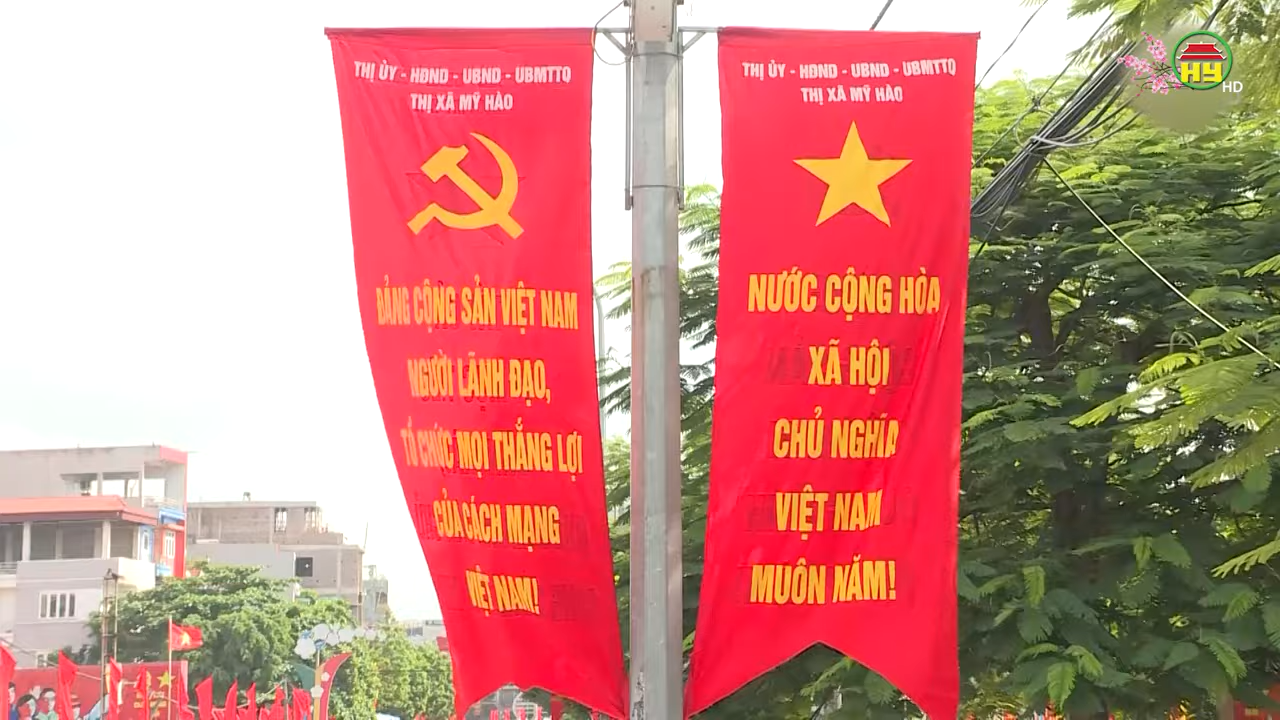 THỊ ỦY - HĐND - UBND - UBMTTQ
THỊ XÃ MỸ HÀO
ĐẢNG CỘNG SẢN VIỆT NAM
NGƯỜI LÃNH ĐẠO,
TỔ CHỨC MỌI THẮNG LỢI
CỦA CÁCH MẠNG
VIỆT NAM!
THỊ ỦY - HĐND - UBND - UBMTTQ
THỊ XÃ MỸ HÀO
NƯỚC CỘNG HÒA
XÃ HỘI
CHỦ NGHĨA
VIỆT NAM
MUÔN NĂM!
HY
HD